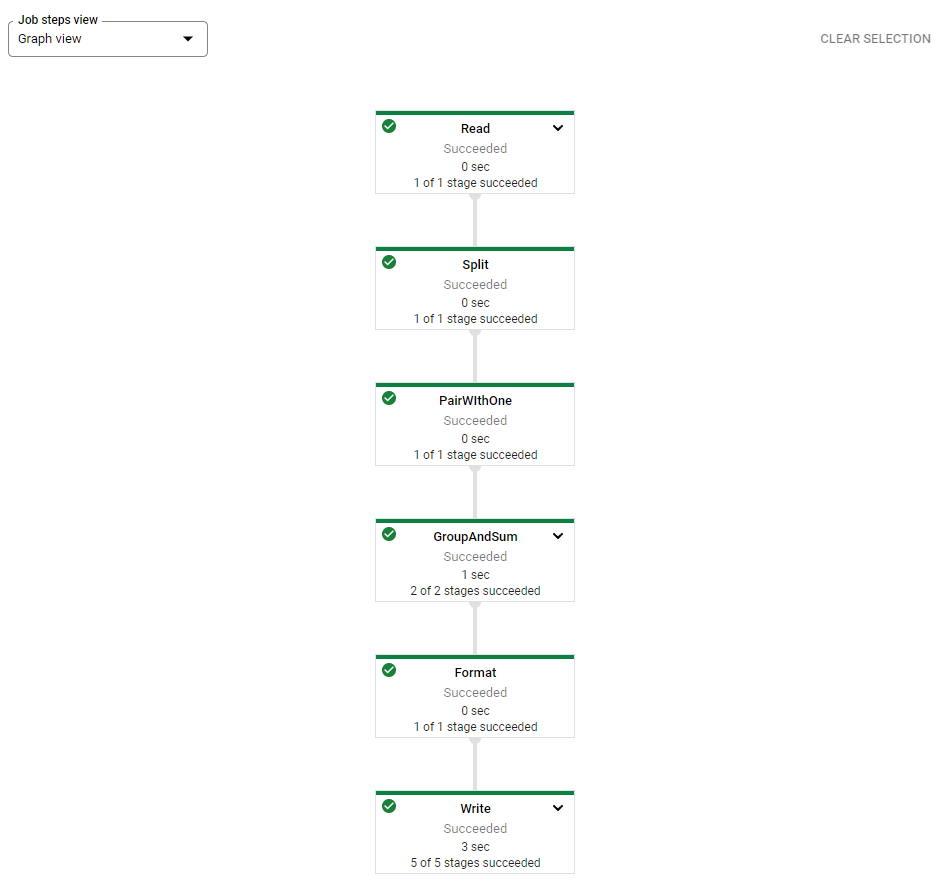 Job steps view
Graph view
CLEAR SELECTION
Read
Succeeded
0 sec
1 of 1 stage succeeded
Split
Succeeded
0 sec
1 of 1 stage succeeded
PairWIthOne
Succeeded
0 sec
1 of 1 stage succeeded
GroupAndSum
Succeeded
1 sec
2 of 2 stages succeeded
Format
Succeeded
0 sec
1 of 1 stage succeeded
Write
Succeeded
3 sec
5 of 5 stages succeeded